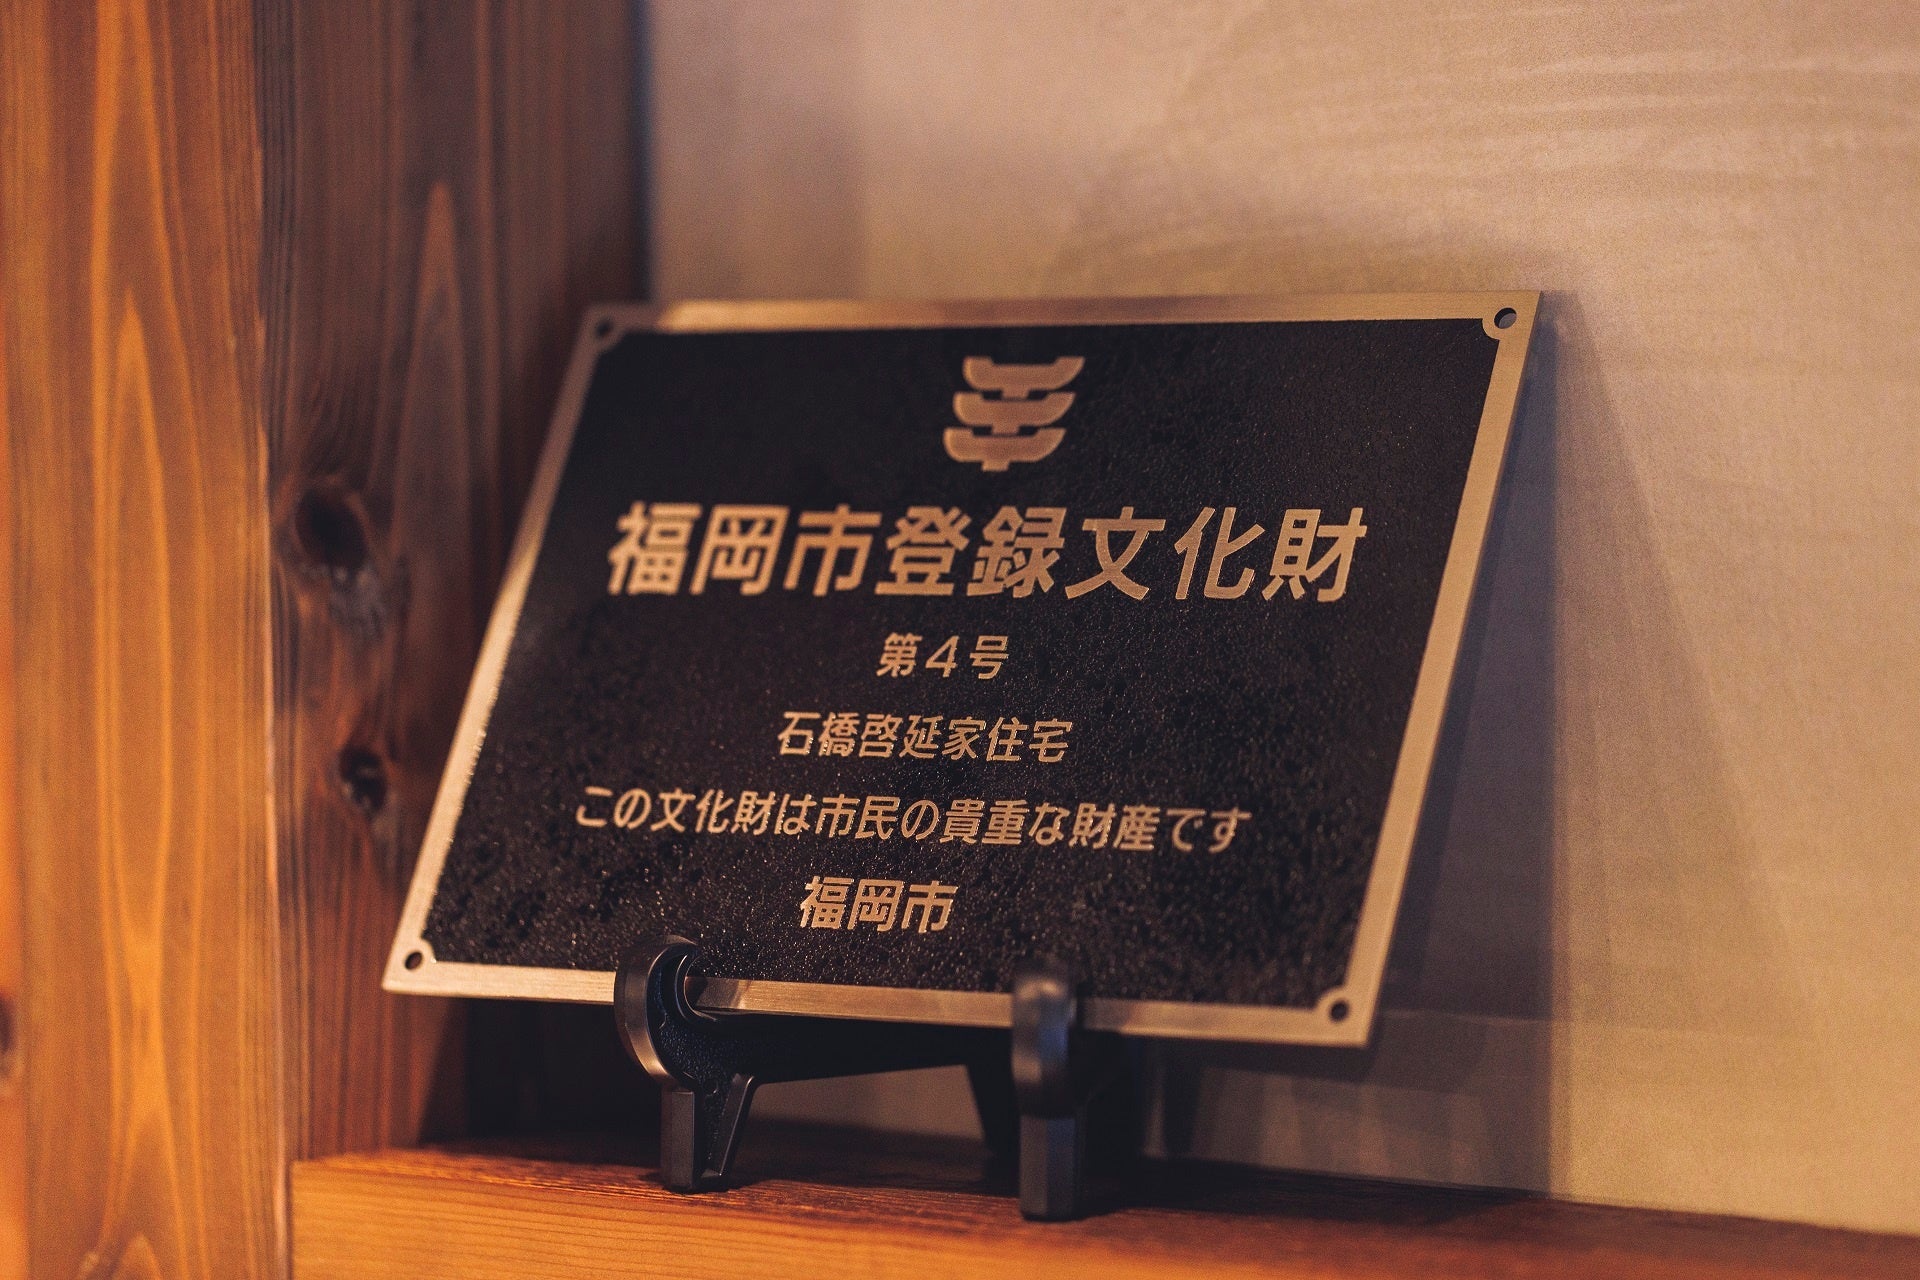 福岡市登録文化財
第4号
石橋啓延家住宅
この文化財は市民の貴重な財産です
福岡市